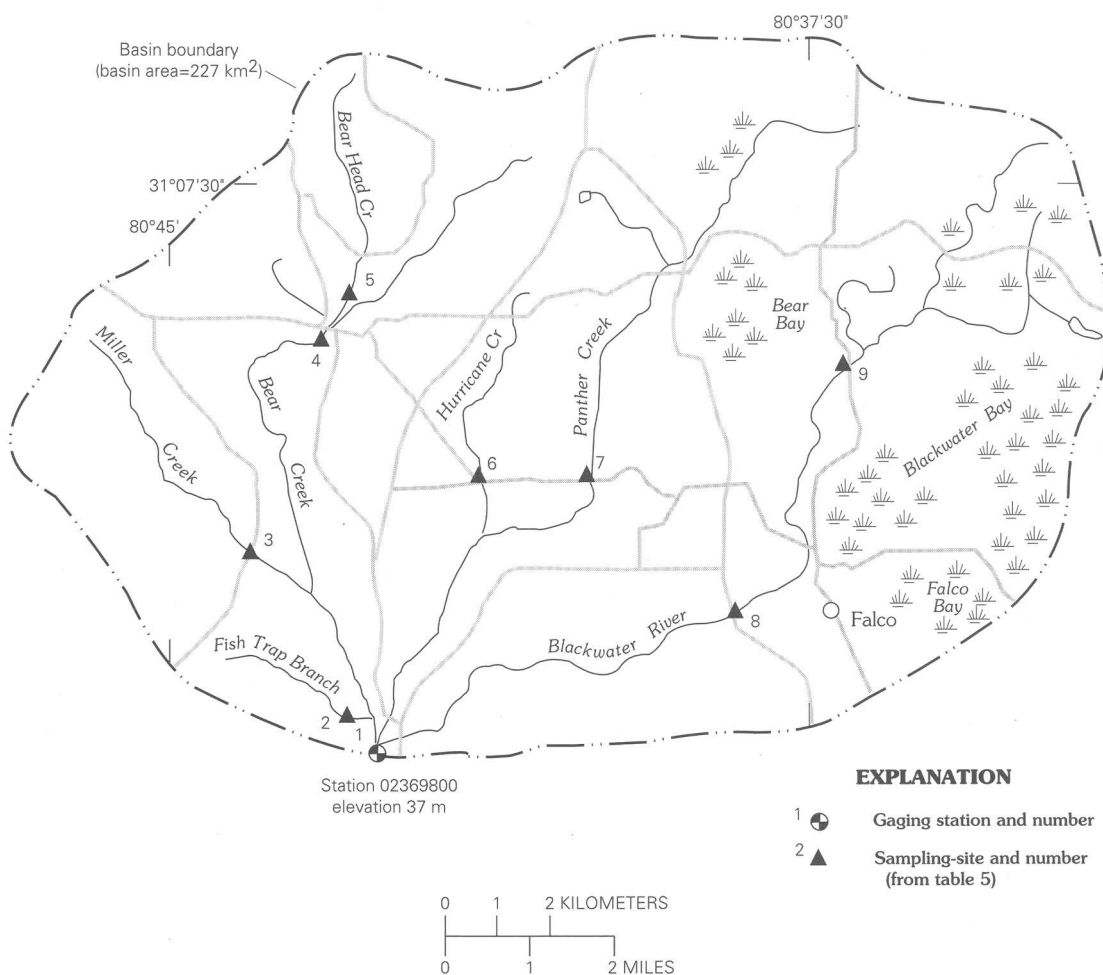 80°37'30"
Basin boundary
(basin area=227 km²)
Bear Head Cr
31°07'30"
80°45'
5
Bear
Bay
4
Miller
Hurricane Cr
Panther Creek
9
Bear
Blackwater Bay
Creek
Creek
6
7
3
Falco
Bay
Falco
8
Blackwater River
Fish Trap Branch
2
1
Station 02369800
elevation 37 m
EXPLANATION
1 Gaging station and number
2 Sampling-site and number
(from table 5)
0 1 2 KILOMETERS
0 1 2 MILES